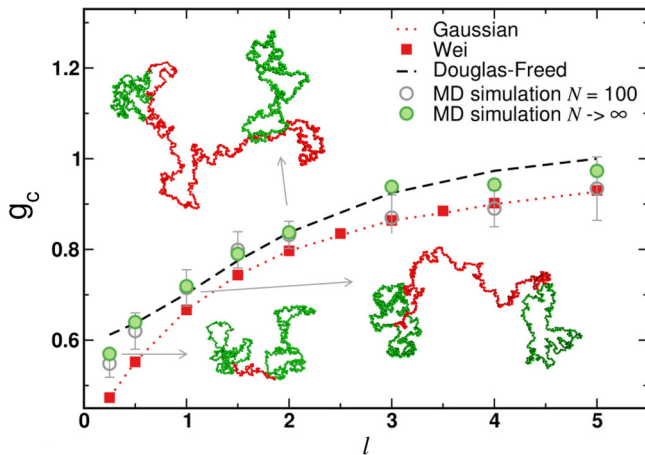 1.2
1
0.8
0.6
g_c
Gaussian
Wei
Douglas-Freed
MD simulation N = 100
MD simulation N -> ∞
0 1 2 3 4 5
l